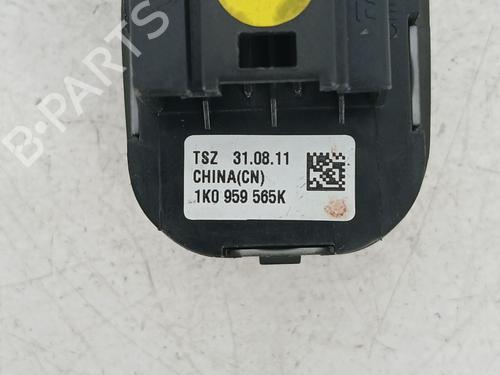 B-PARTS
TSZ 31.08.11
CHINA(CN)
1K0 959 565K